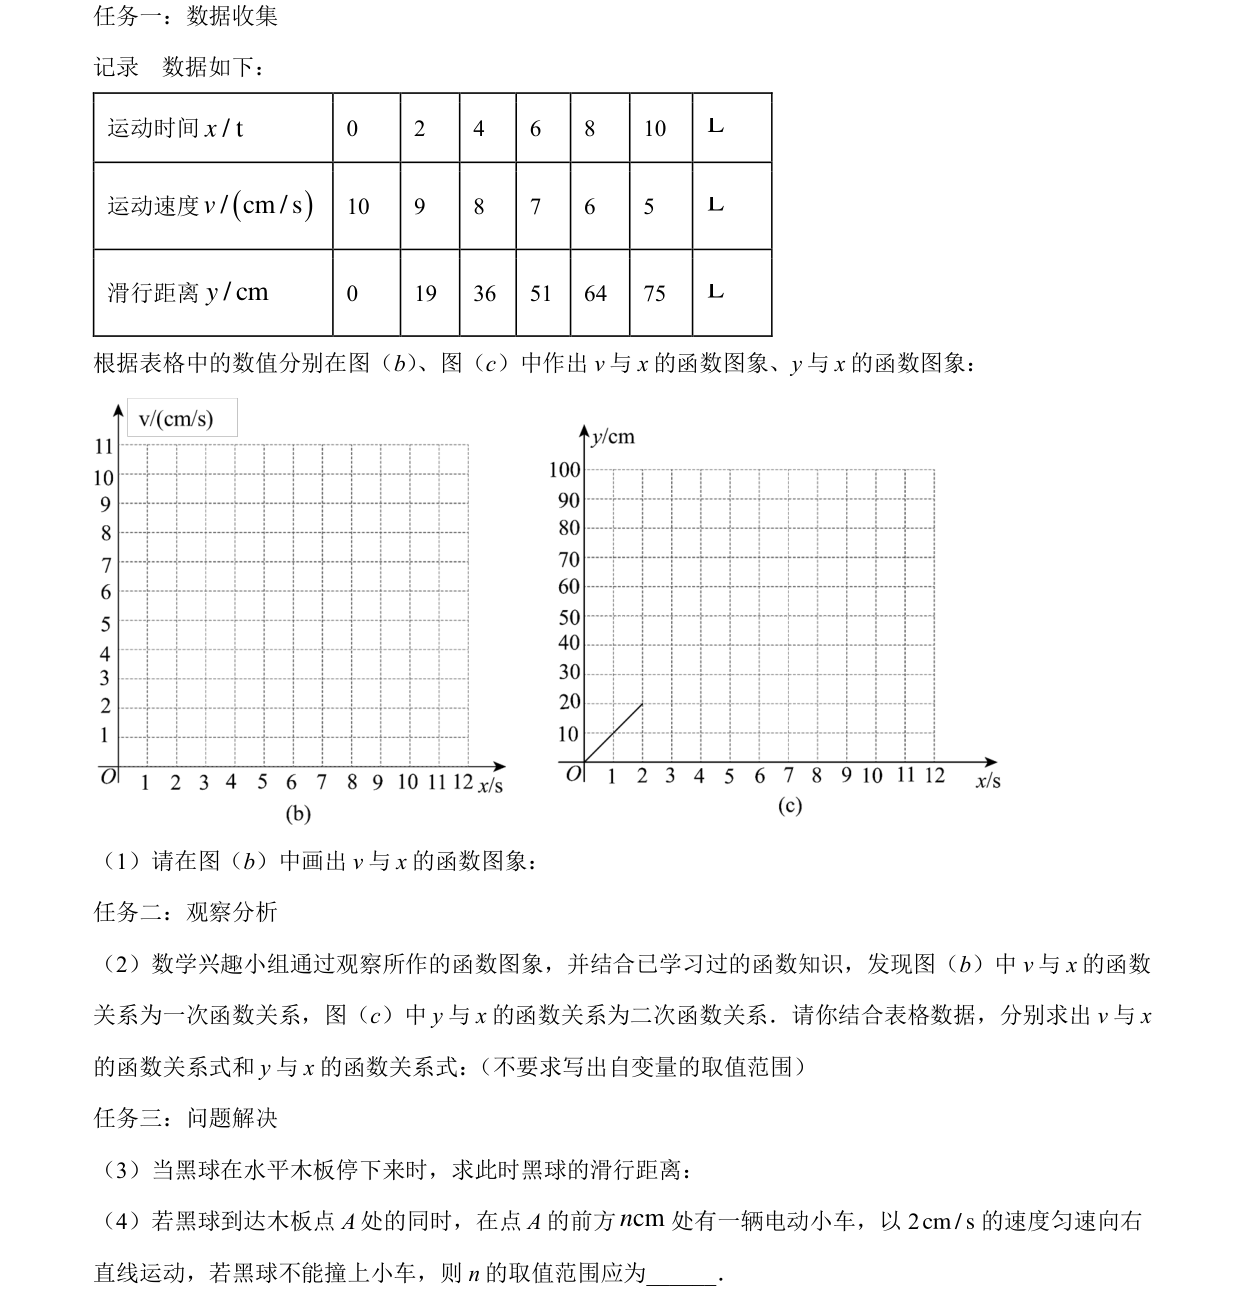 任务一：数据收集
记录　数据如下：
运动时间 x / t 0 2 4 6 8 10 L
运动速度 v / (cm / s) 10 9 8 7 6 5 L
滑行距离 y / cm 0 19 36 51 64 75 L
根据表格中的数值分别在图（b）、图（c）中作出 v 与 x 的函数图象、y 与 x 的函数图象：
v/(cm/s)
11
10
9
8
7
6
5
4
3
2
1
O 1 2 3 4 5 6 7 8 9 10 11 12 x/s
(b)
y/cm
100
90
80
70
60
50
40
30
20
10
O 1 2 3 4 5 6 7 8 9 10 11 12 x/s
(c)
（1）请在图（b）中画出 v 与 x 的函数图象：
任务二：观察分析
（2）数学兴趣小组通过观察所作的函数图象，并结合已学习过的函数知识，发现图（b）中 v 与 x 的函数
关系为一次函数关系，图（c）中 y 与 x 的函数关系为二次函数关系．请你结合表格数据，分别求出 v 与 x
的函数关系式和 y 与 x 的函数关系式：（不要求写出自变量的取值范围）
任务三：问题解决
（3）当黑球在水平木板停下来时，求此时黑球的滑行距离：
（4）若黑球到达木板点 A 处的同时，在点 A 的前方 ncm 处有一辆电动小车，以 2cm / s 的速度匀速向右
直线运动，若黑球不能撞上小车，则 n 的取值范围应为______．